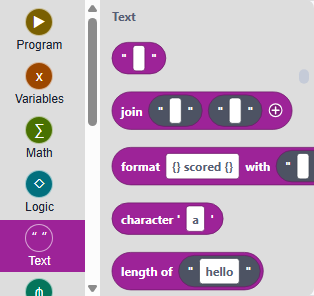 Program
x
Variables
Σ
Math
Logic
“ ”
Text
Text
" "
join " " " "
format {} scored {} with "
character ' a '
length of " hello "